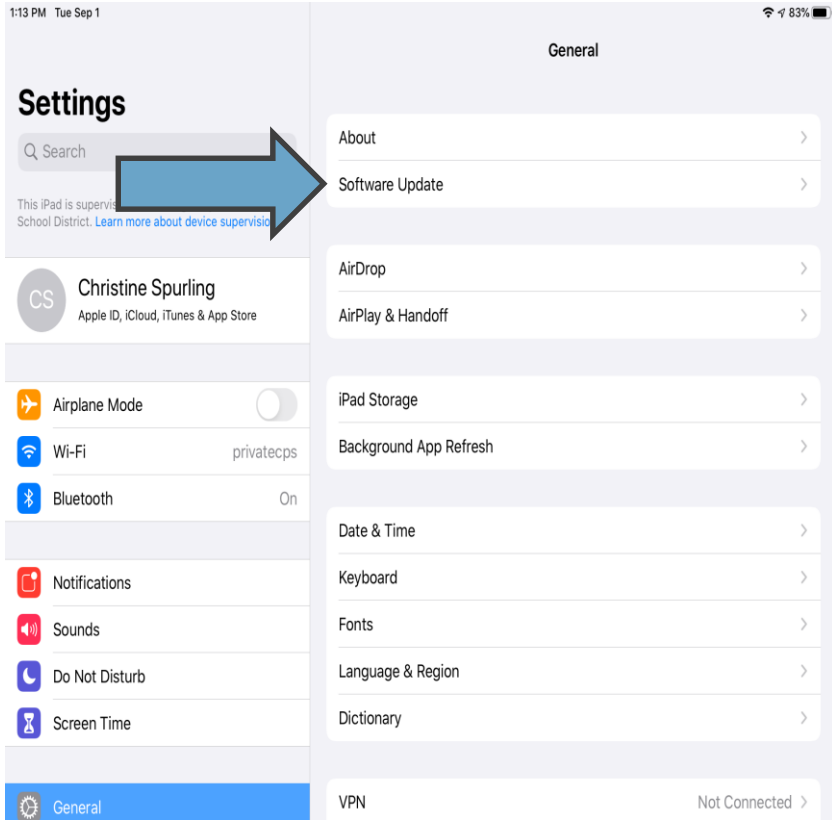 1:13 PM Tue Sep 1
83%
Settings
Search
This iPad is supervis
School District. Learn more about device supervisio
CS
Christine Spurling
Apple ID, iCloud, iTunes & App Store
Airplane Mode
Wi-Fi privatecps
Bluetooth On
Notifications
Sounds
Do Not Disturb
Screen Time
General
General
About
Software Update
AirDrop
AirPlay & Handoff
iPad Storage
Background App Refresh
Date & Time
Keyboard
Fonts
Language & Region
Dictionary
VPN Not Connected